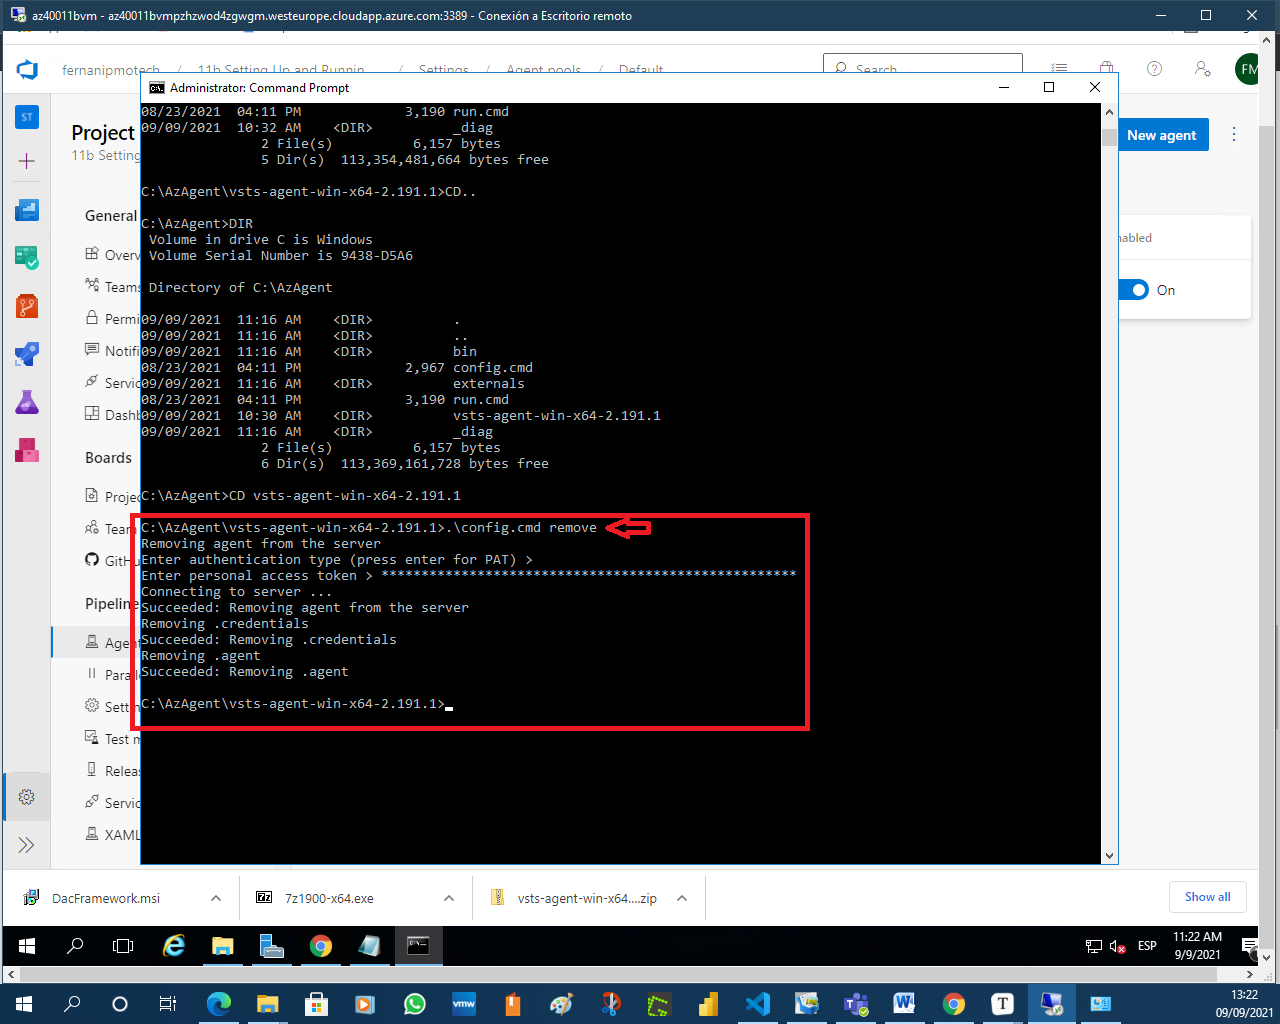 az40011bvm - az40011bvmpzhzwod4zgwgm.westeurope.cloudapp.azure.com:3389 - Conexión a Escritorio remoto
fernanipmotech / 11b Setting Up and Runnin... / Settings / Agent pools / Default
Search
FM
Administrator: Command Prompt
ST
Project
11b Setting
New agent
On
General
Overv
Teams
Permi
Notifi
Servic
Dashb
Boards
Projec
Team
GitHu
Pipeline
Agent
Paralle
Settin
Test m
Releas
Servic
XAML
08/23/2021  04:11 PM             3,190 run.cmd
09/09/2021  10:32 AM    <DIR>          _diag
               2 File(s)          6,157 bytes
               5 Dir(s)  113,354,481,664 bytes free
C:\AzAgent\vsts-agent-win-x64-2.191.1>CD..
C:\AzAgent>DIR
 Volume in drive C is Windows
 Volume Serial Number is 9438-D5A6
 Directory of C:\AzAgent
09/09/2021  11:16 AM    <DIR>          .
09/09/2021  11:16 AM    <DIR>          ..
09/09/2021  11:16 AM    <DIR>          bin
08/23/2021  04:11 PM             2,967 config.cmd
09/09/2021  11:16 AM    <DIR>          externals
08/23/2021  04:11 PM             3,190 run.cmd
09/09/2021  10:30 AM    <DIR>          vsts-agent-win-x64-2.191.1
09/09/2021  11:16 AM    <DIR>          _diag
               2 File(s)          6,157 bytes
               6 Dir(s)  113,369,161,728 bytes free
C:\AzAgent>CD vsts-agent-win-x64-2.191.1
C:\AzAgent\vsts-agent-win-x64-2.191.1>.\config.cmd remove
Removing agent from the server
Enter authentication type (press enter for PAT) >
Enter personal access token > ****************************************************
Connecting to server ...
Succeeded: Removing agent from the server
Removing .credentials
Succeeded: Removing .credentials
Removing .agent
Succeeded: Removing .agent
C:\AzAgent\vsts-agent-win-x64-2.191.1>
DacFramework.msi
7z1900-x64.exe
vsts-agent-win-x64....zip
Show all
ESP
11:22 AM
9/9/2021
13:22
09/09/2021